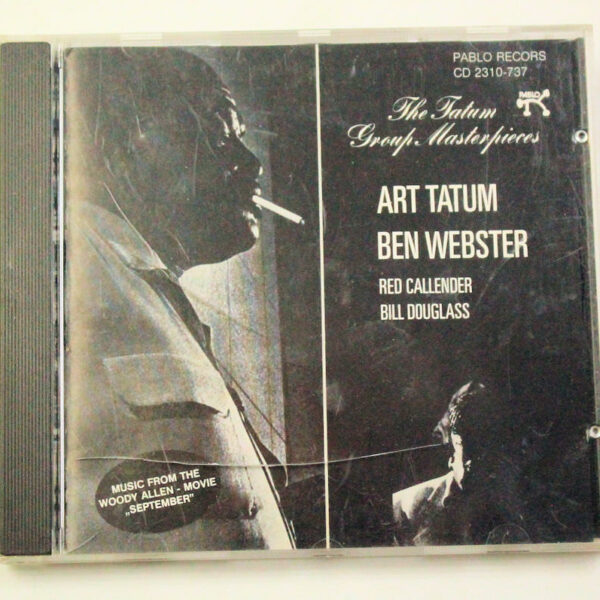 PABLO RECORS
CD 2310-737
PABLO
The Tatum
Group Masterpieces
ART TATUM
BEN WEBSTER
RED CALLENDER
BILL DOUGLASS
MUSIC FROM THE
WOODY ALLEN - MOVIE
„SEPTEMBER"